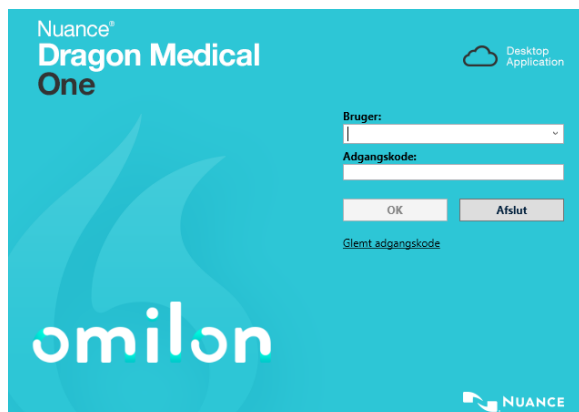 Nuance®
Dragon Medical
One
Desktop
Application
Bruger:
Adgangskode:
OK
Afslut
Glemt adgangskode
omilon
NUANCE